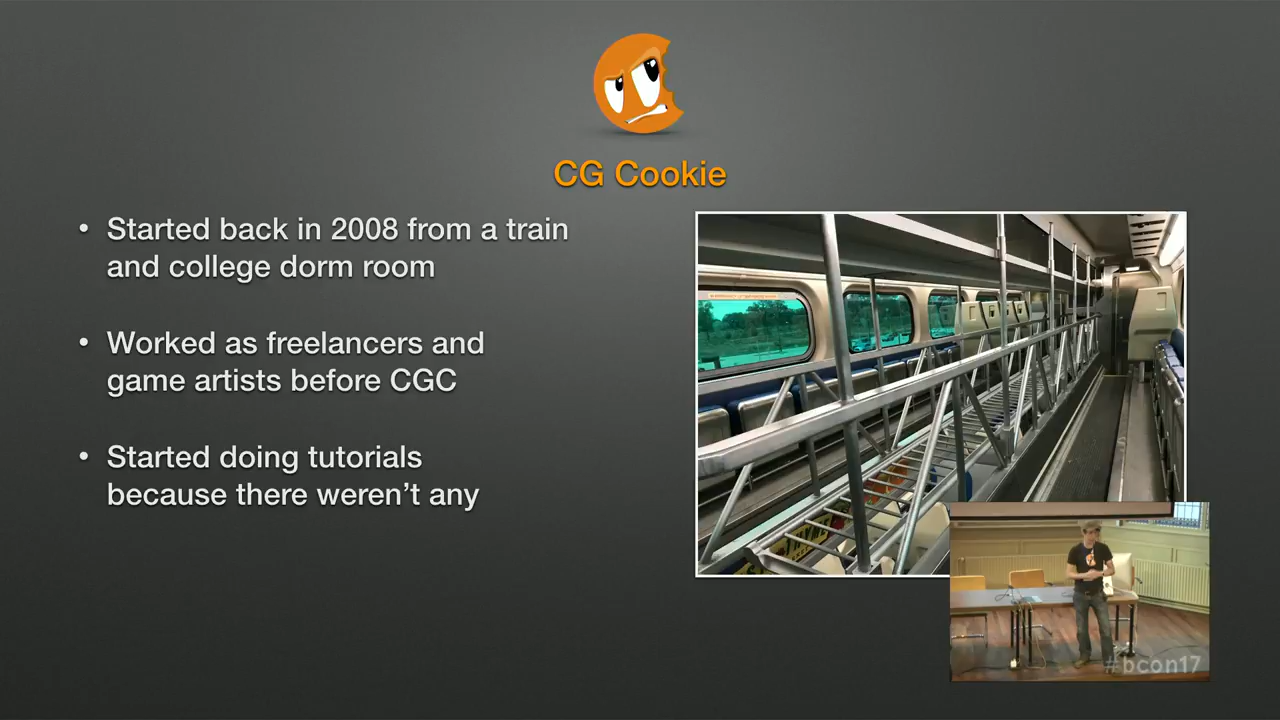 CG Cookie
• Started back in 2008 from a train
and college dorm room
• Worked as freelancers and
game artists before CGC
• Started doing tutorials
because there weren’t any
#bcon17